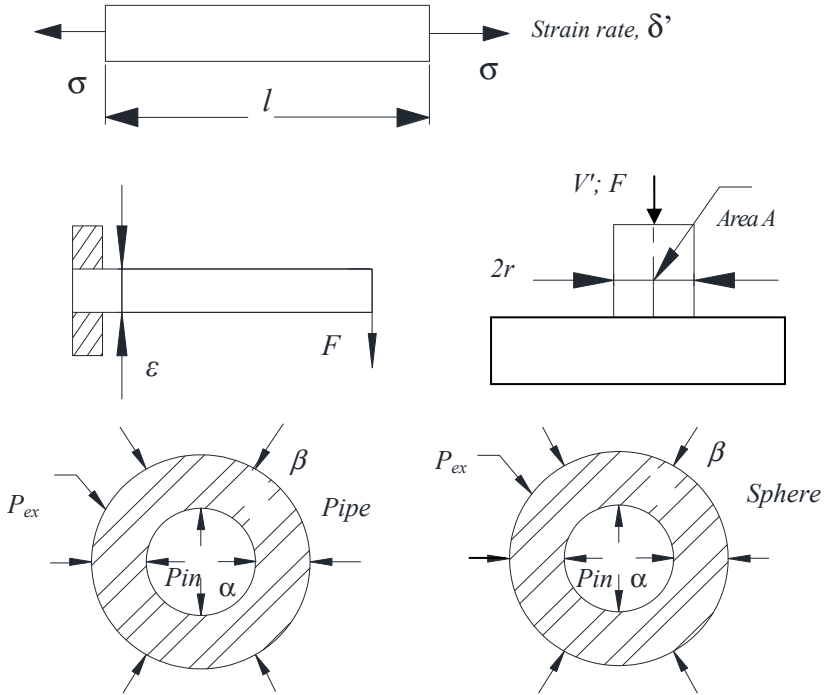 Strain rate, δ’
σ
σ
l
V'; F
Area A
2r
F
ε
β
P_ex
Pipe
Pin
α
β
P_ex
Sphere
Pin
α